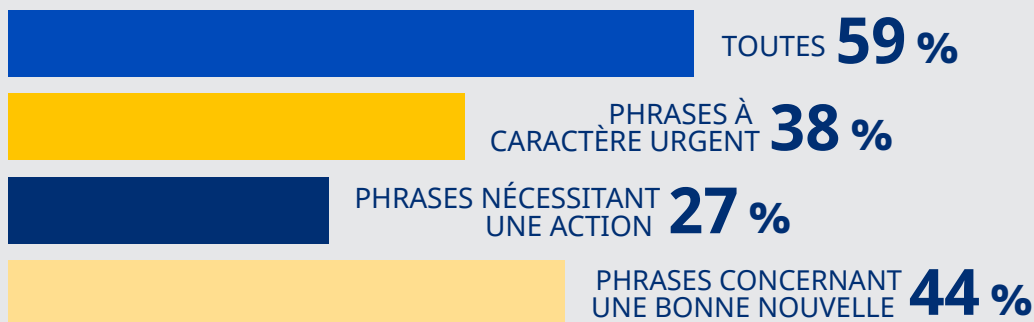 TOUTES 59 %
PHRASES À
CARACTÈRE URGENT 38 %
PHRASES NÉCESSITANT
UNE ACTION 27 %
PHRASES CONCERNANT
UNE BONNE NOUVELLE 44 %